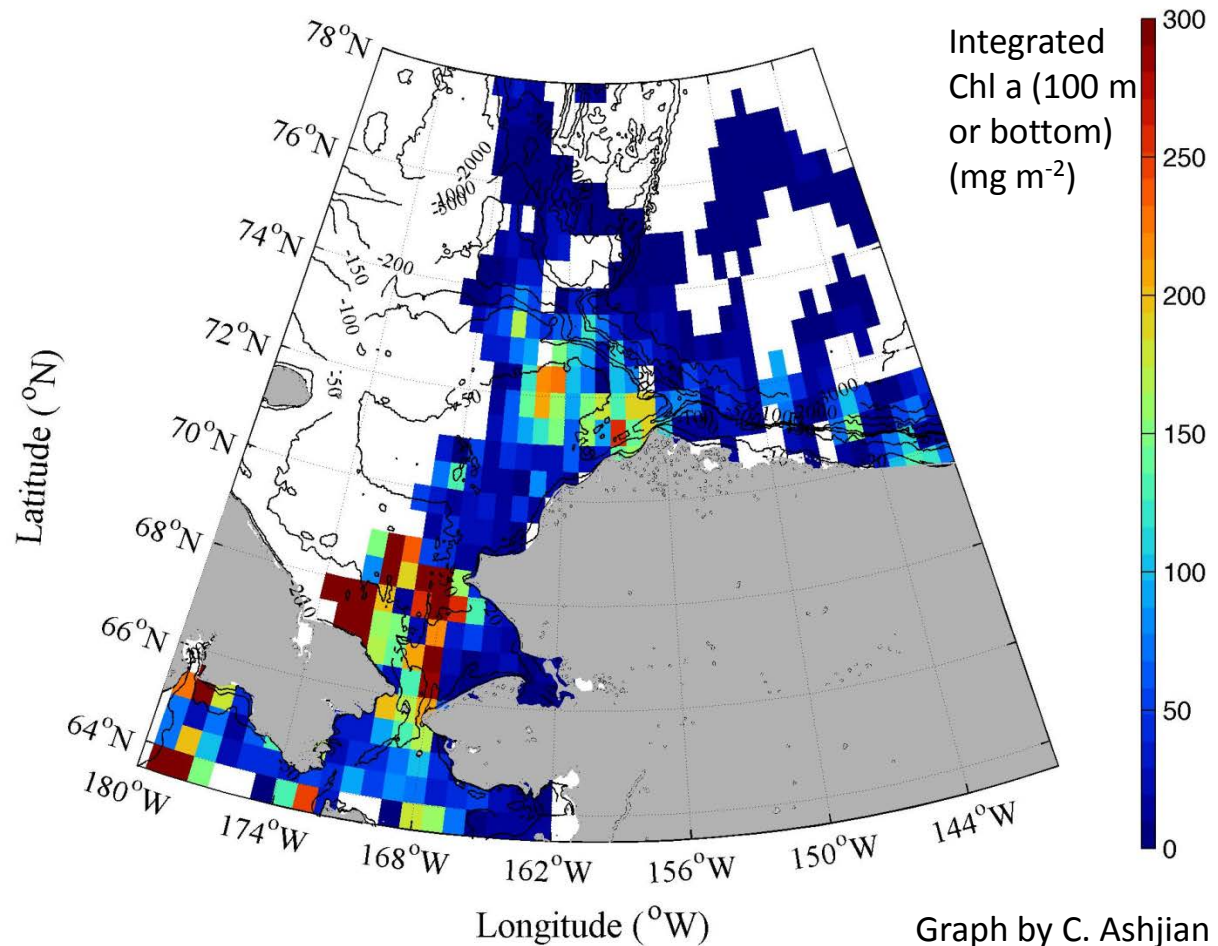 Integrated
Chl a (100 m
or bottom)
(mg m-2)
300
250
200
150
100
50
0
78°N
76°N
74°N
72°N
70°N
68°N
66°N
64°N
Latitude (°N)
-2000
-1000
-500
-200
-150
-100
-50
-50
180°W
174°W
168°W
162°W
156°W
150°W
144°W
Longitude (°W)
Graph by C. Ashjian